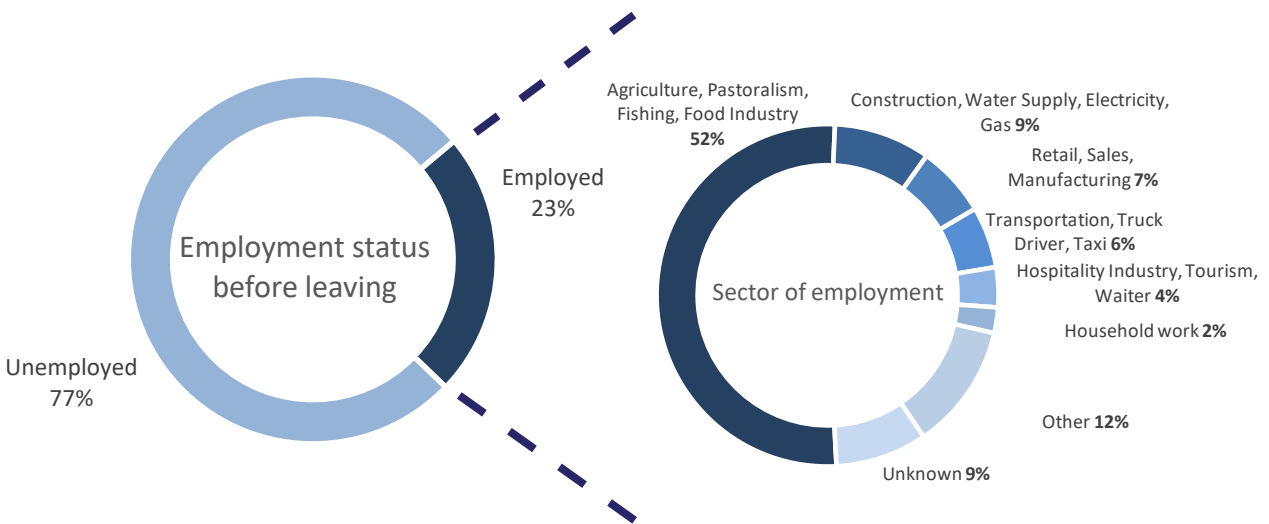 Employment status
before leaving
Employed
23%
Unemployed
77%
Sector of employment
Agriculture, Pastoralism,
Fishing, Food Industry
52%
Construction, Water Supply, Electricity,
Gas 9%
Retail, Sales,
Manufacturing 7%
Transportation, Truck
Driver, Taxi 6%
Hospitality Industry, Tourism,
Waiter 4%
Household work 2%
Other 12%
Unknown 9%